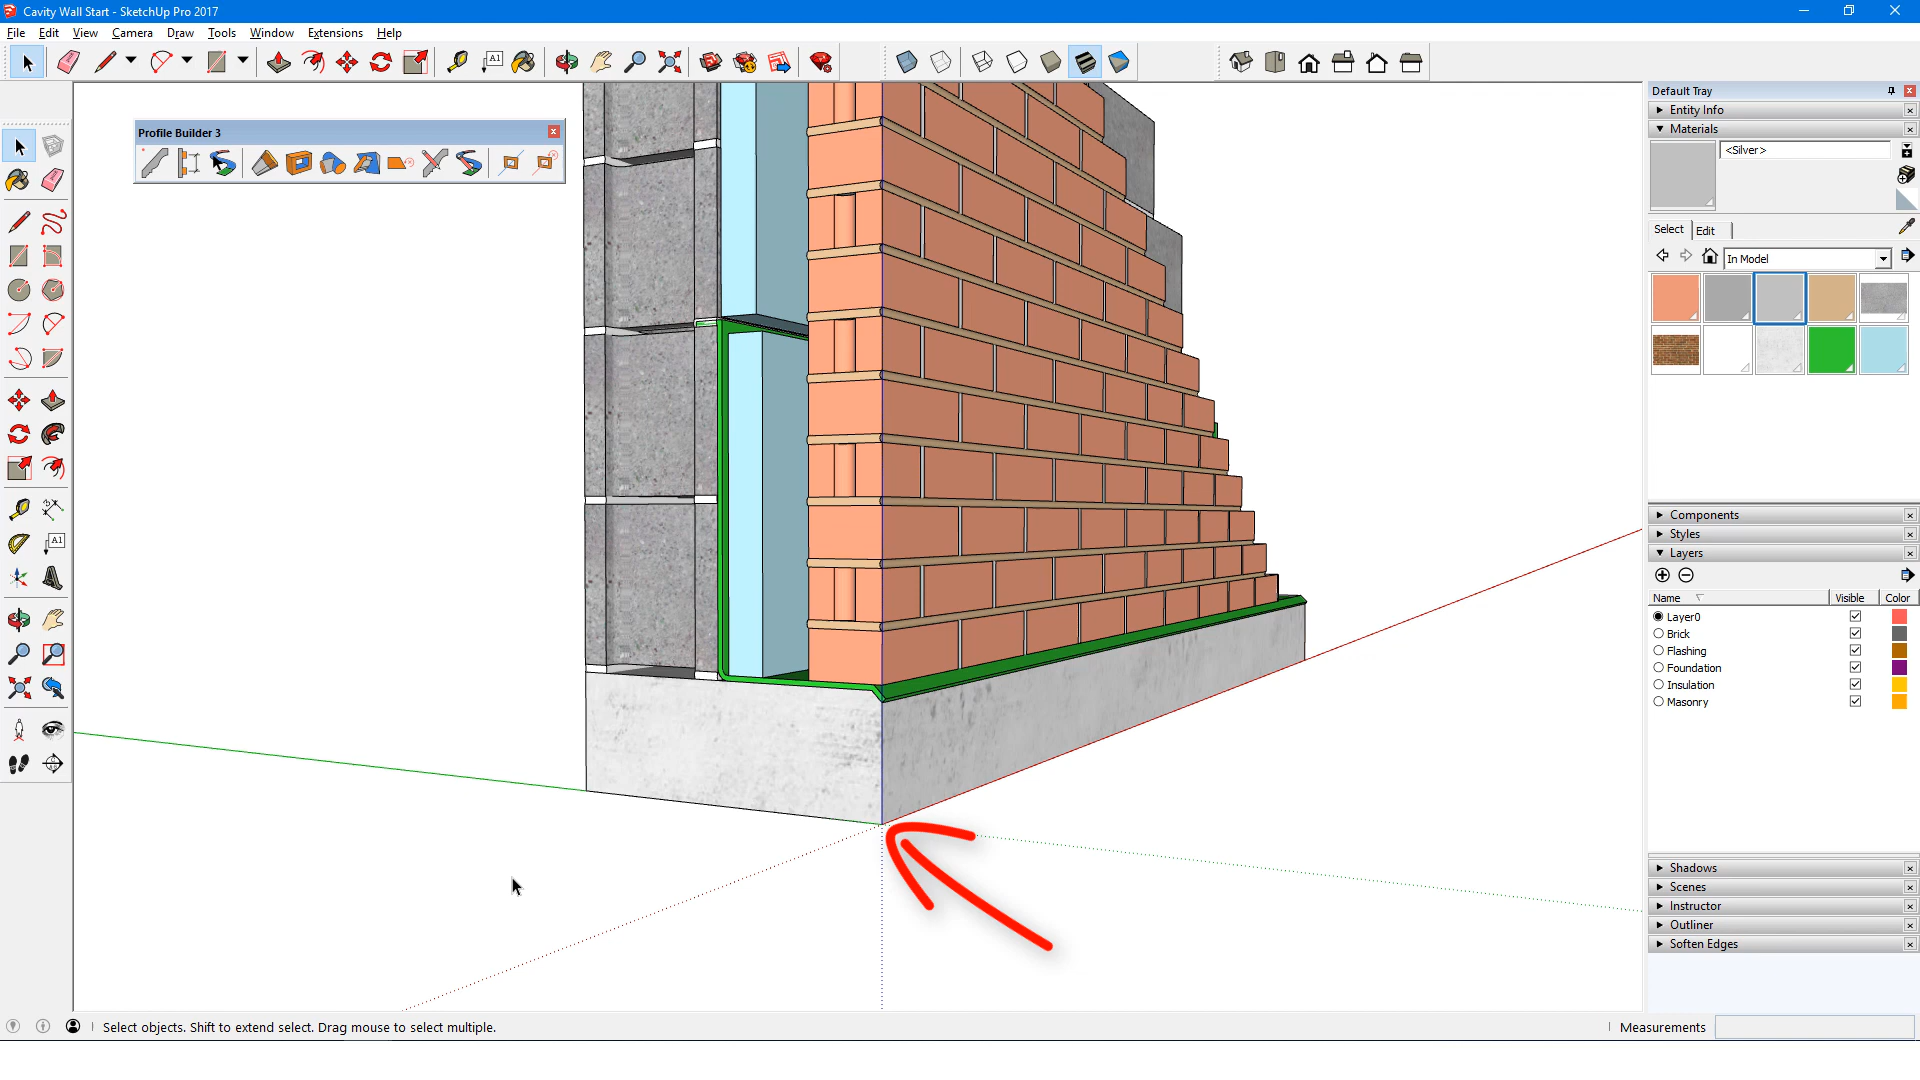 Cavity Wall Start - SketchUp Pro 2017
File Edit View Camera Draw Tools Window Extensions Help
A1
Default Tray
Entity Info
Materials
Profile Builder 3
<Silver>
Select Edit
In Model
Components
Styles
A1
Layers
Name Visible Color
Layer0
Brick
Flashing
Foundation
Insulation
Masonry
Shadows
Scenes
Instructor
Outliner
Soften Edges
Select objects. Shift to extend select. Drag mouse to select multiple.
Measurements